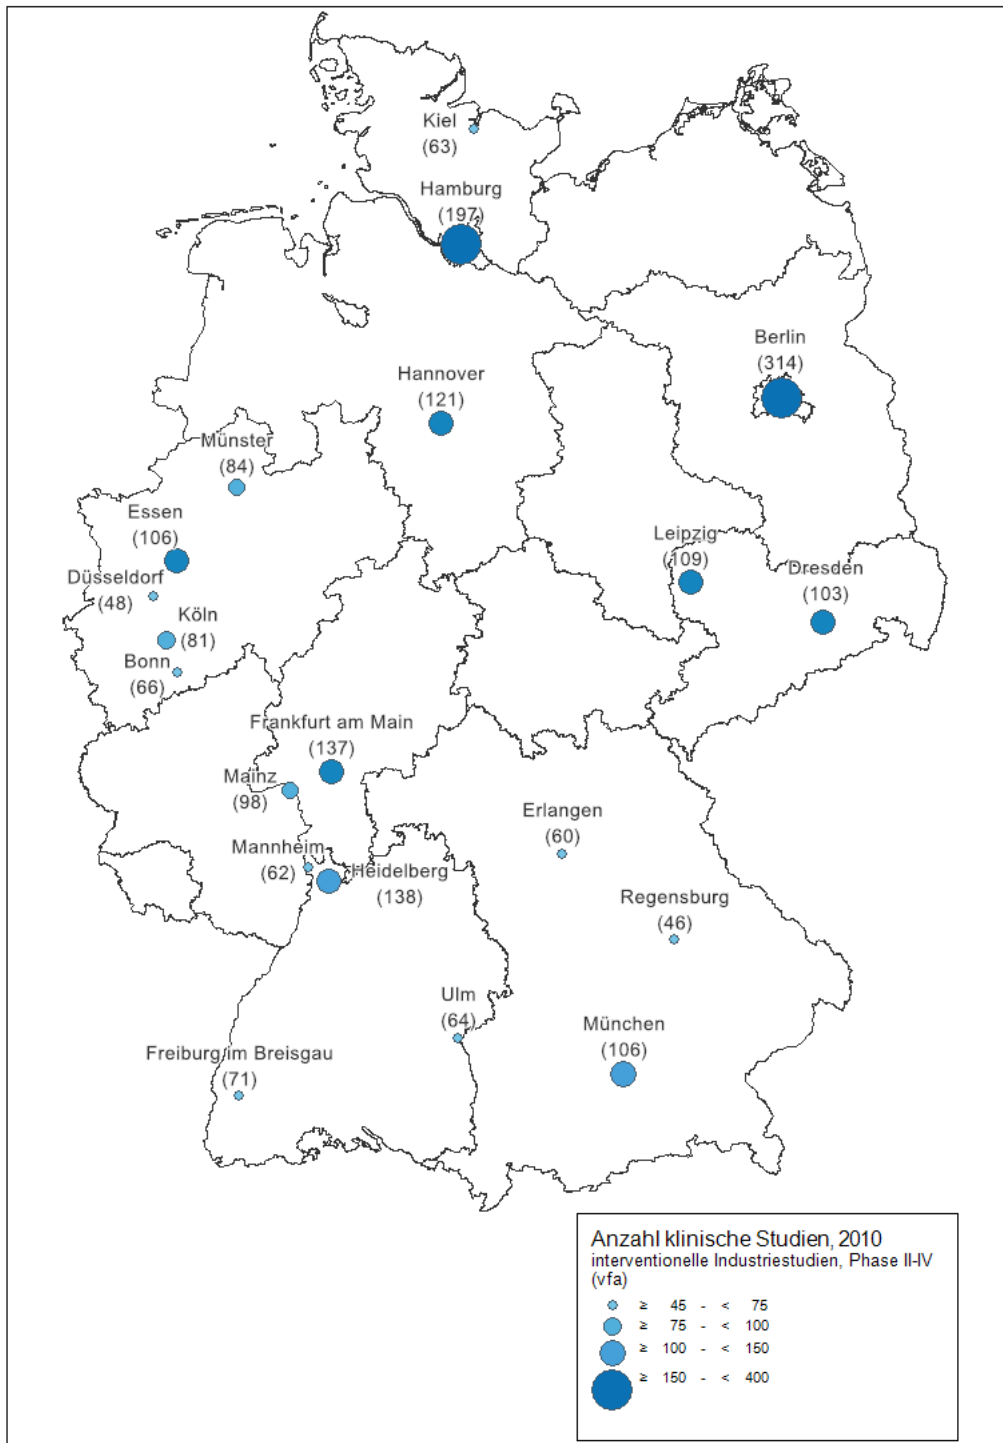 Kiel
(63)
Hamburg
(197)
Berlin
(314)
Hannover
(121)
Münster
(84)
Essen
(106)
Leipzig
(109)
Dresden
(103)
Düsseldorf
(48)
Köln
(81)
Bonn
(66)
Frankfurt am Main
(137)
Mainz
(98)
Erlangen
(60)
Mannheim
(62)
Heidelberg
(138)
Regensburg
(46)
Ulm
(64)
München
(106)
Freiburg im Breisgau
(71)
Anzahl klinische Studien, 2010
interventionelle Industriestudien, Phase II-IV
(vfa)
≥ 45 - < 75
≥ 75 - < 100
≥ 100 - < 150
≥ 150 - < 400